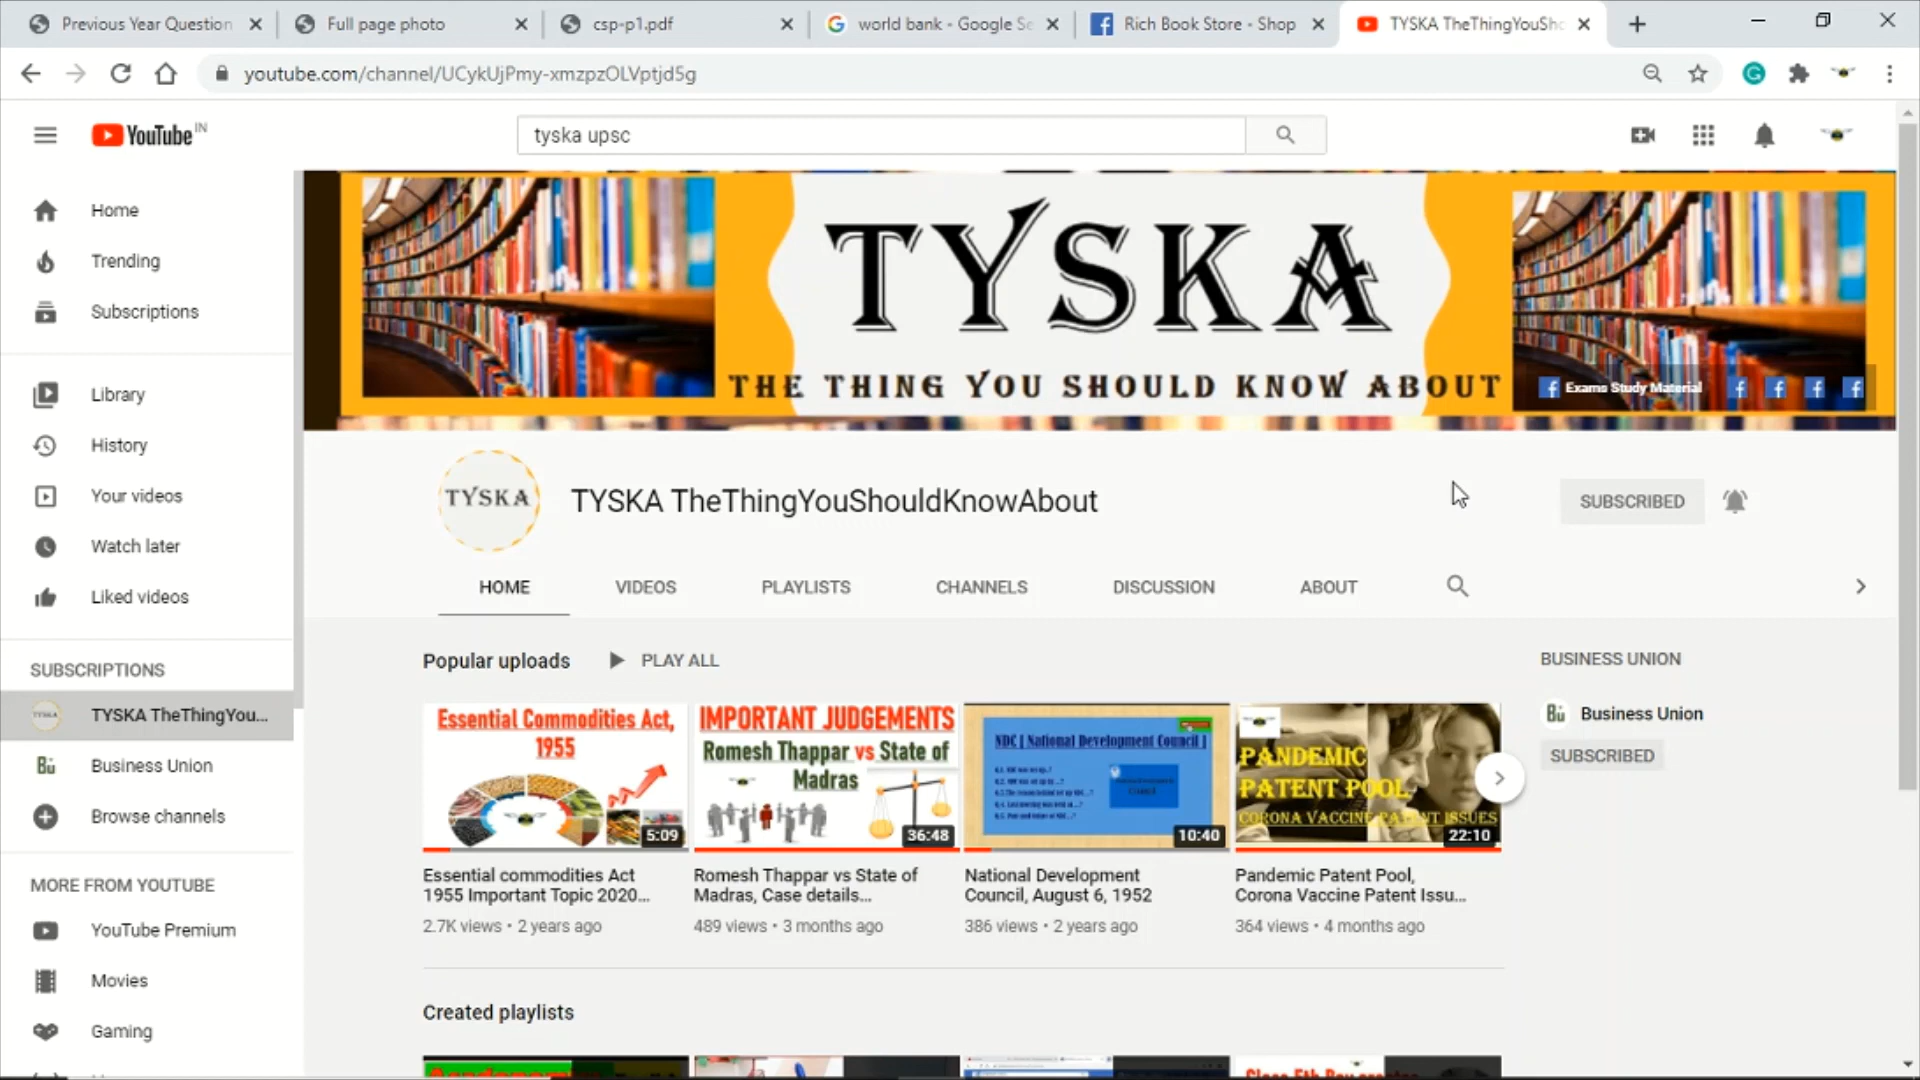 Previous Year Question
Full page photo
csp-p1.pdf
world bank - Google Se
Rich Book Store - Shop
TYSKA TheThingYouSho
youtube.com/channel/UCykUjPmy-xmzpzOLVptjd5g
YouTube IN
tyska upsc
Home
Trending
Subscriptions
Library
History
Your videos
Watch later
Liked videos
SUBSCRIPTIONS
TYSKA TheThingYou...
Business Union
Browse channels
MORE FROM YOUTUBE
YouTube Premium
Movies
Gaming
TYSKA
THE THING YOU SHOULD KNOW ABOUT
Exams Study Material
TYSKA
TYSKA TheThingYouShouldKnowAbout
SUBSCRIBED
HOME
VIDEOS
PLAYLISTS
CHANNELS
DISCUSSION
ABOUT
Popular uploads
PLAY ALL
Essential Commodities Act,
1955
5:09
Essential commodities Act
1955 Important Topic 2020...
2.7K views • 2 years ago
IMPORTANT JUDGEMENTS
Romesh Thappar vs State of
Madras
36:48
Romesh Thappar vs State of
Madras, Case details...
489 views • 3 months ago
NDC [ National Development Council ]
10:40
National Development
Council, August 6, 1952
386 views • 2 years ago
PANDEMIC
PATENT POOL
CORONA VACCINE PATENT ISSUES
22:10
Pandemic Patent Pool,
Corona Vaccine Patent Issu...
364 views • 4 months ago
BUSINESS UNION
Bu
Business Union
SUBSCRIBED
Created playlists